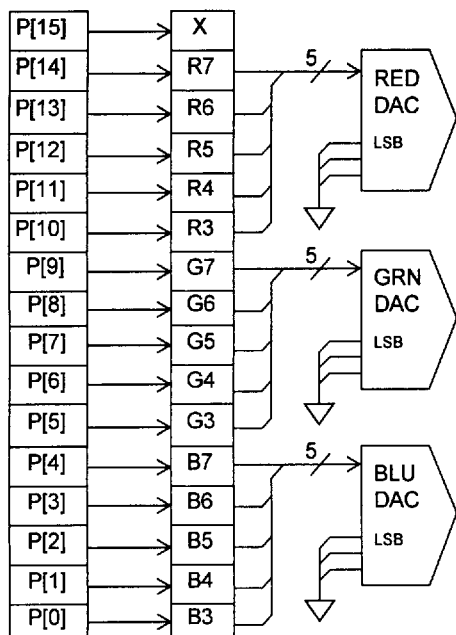 P[15] X
P[14] R7 5 RED
DAC
P[13] R6
P[12] R5 LSB
P[11] R4
P[10] R3
P[9] G7 5 GRN
DAC
P[8] G6
P[7] G5 LSB
P[6] G4
P[5] G3
P[4] B7 5 BLU
DAC
P[3] B6
P[2] B5 LSB
P[1] B4
P[0] B3